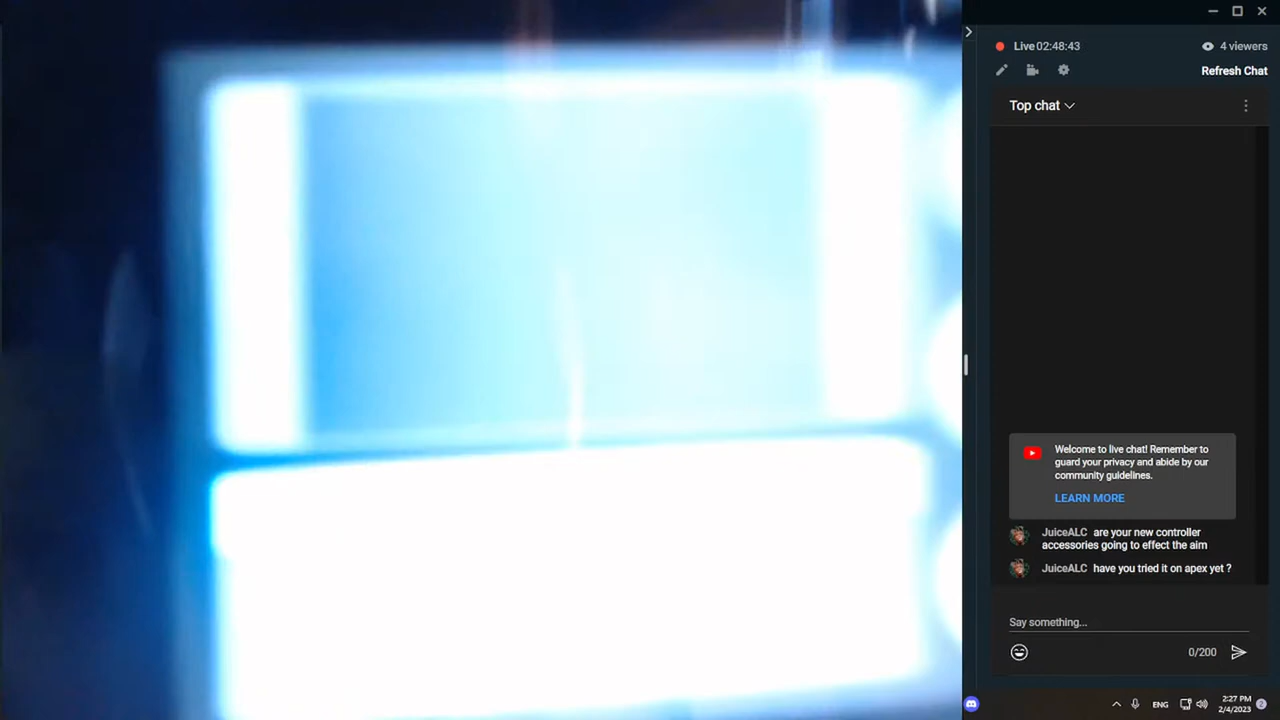 Live 02:48:43
4 viewers
Refresh Chat
Top chat
Welcome to live chat! Remember to
guard your privacy and abide by our
community guidelines.
LEARN MORE
JuiceALC are your new controller
accessories going to effect the aim
JuiceALC have you tried it on apex yet ?
Say something...
0/200
ENG
2:27 PM
2/4/2023
2